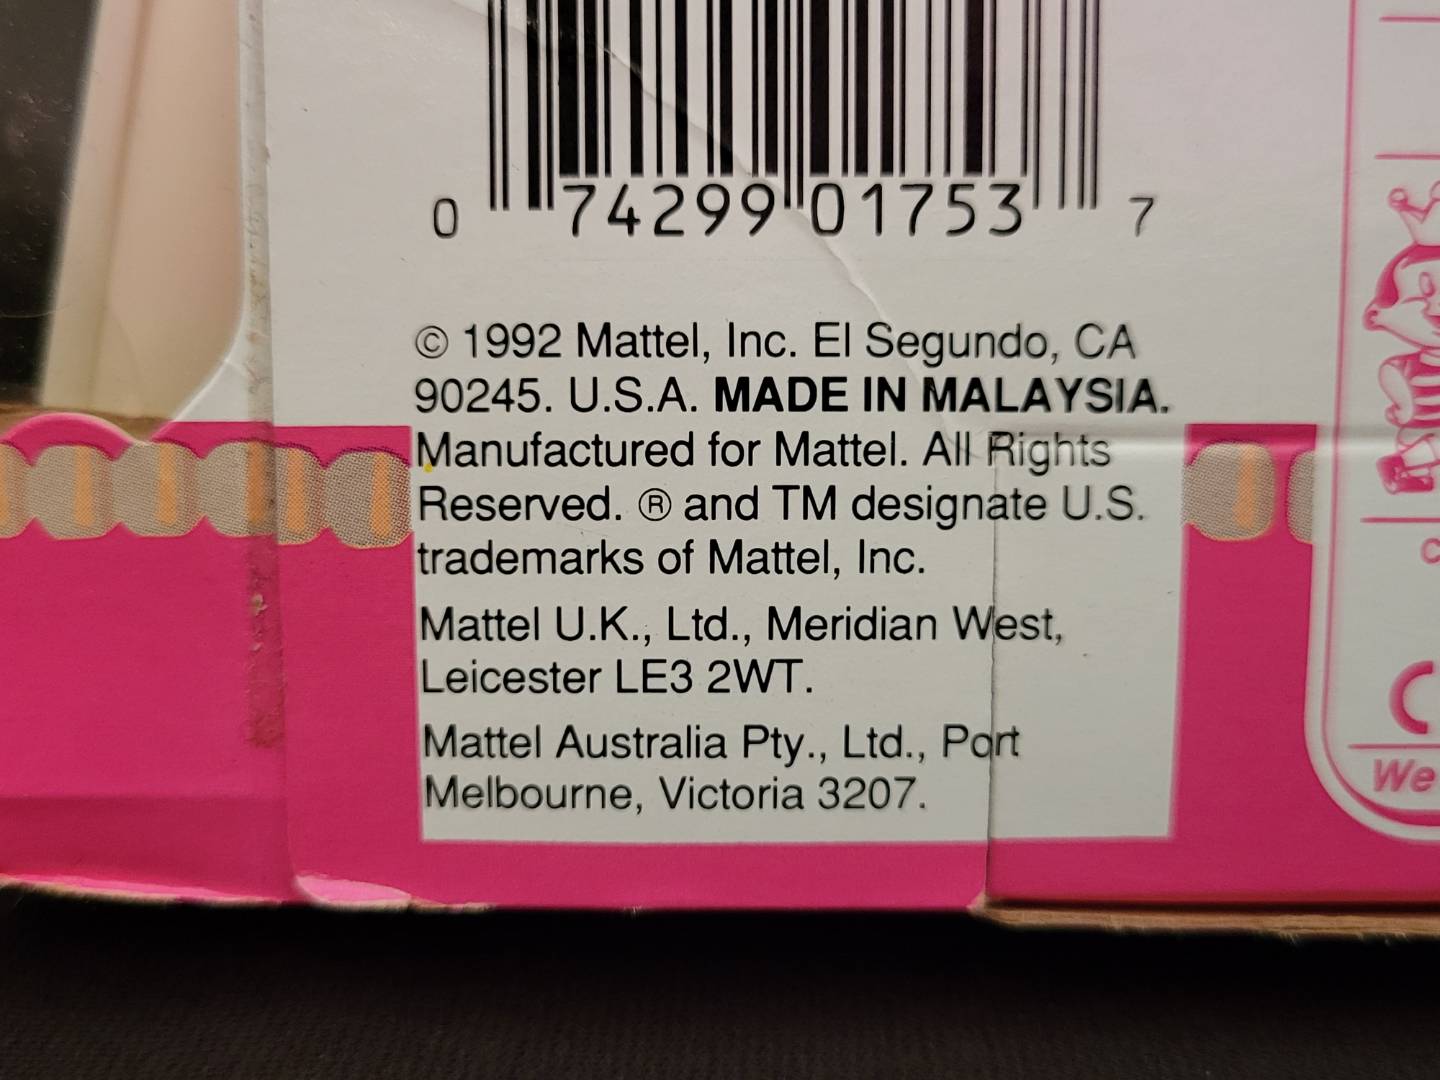 0 74299 01753 7
© 1992 Mattel, Inc. El Segundo, CA
90245. U.S.A. MADE IN MALAYSIA.
Manufactured for Mattel. All Rights
Reserved. ® and TM designate U.S.
trademarks of Mattel, Inc.
Mattel U.K., Ltd., Meridian West,
Leicester LE3 2WT.
Mattel Australia Pty., Ltd., Port
Melbourne, Victoria 3207.
We